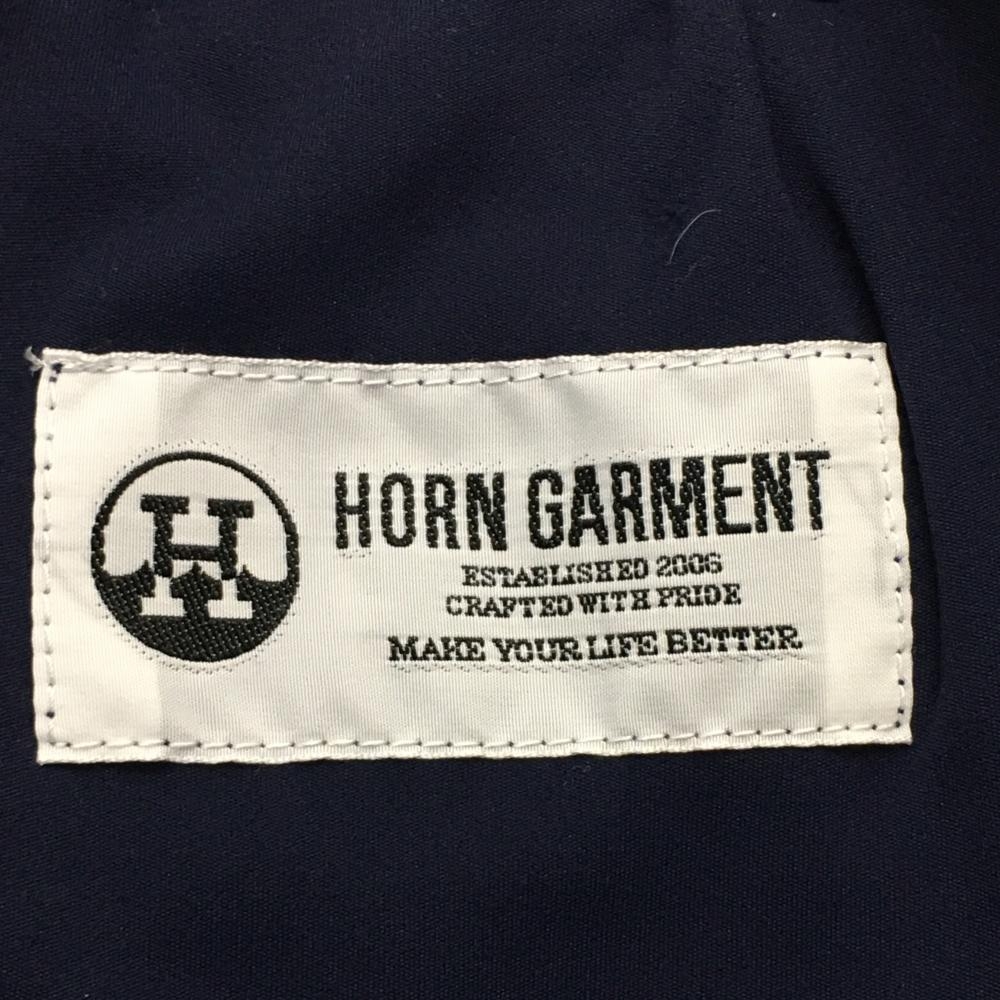 H
HORN GARMENT
ESTABLISHED 2006
CRAFTED WITH PRIDE
MAKE YOUR LIFE BETTER